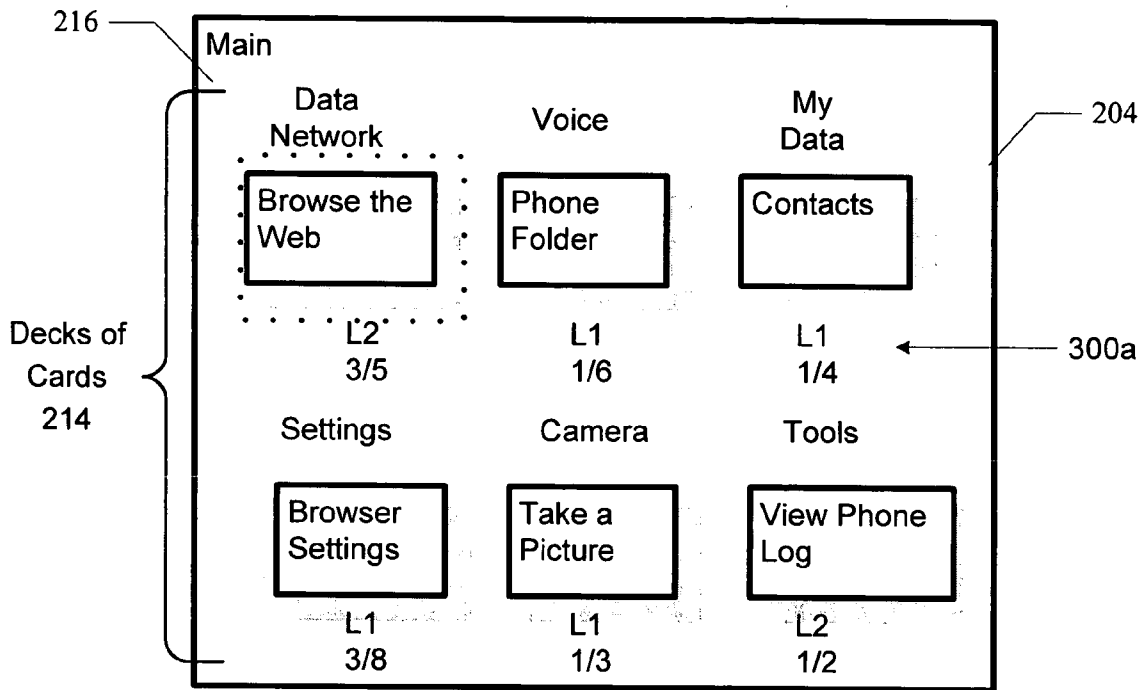 216
Main
Data
Network
Voice
My
Data
204
Browse the
Web
Phone
Folder
Contacts
L2
3/5
L1
1/6
L1
1/4
300a
Decks of
Cards
214
Settings
Camera
Tools
Browser
Settings
Take a
Picture
View Phone
Log
L1
3/8
L1
1/3
L2
1/2